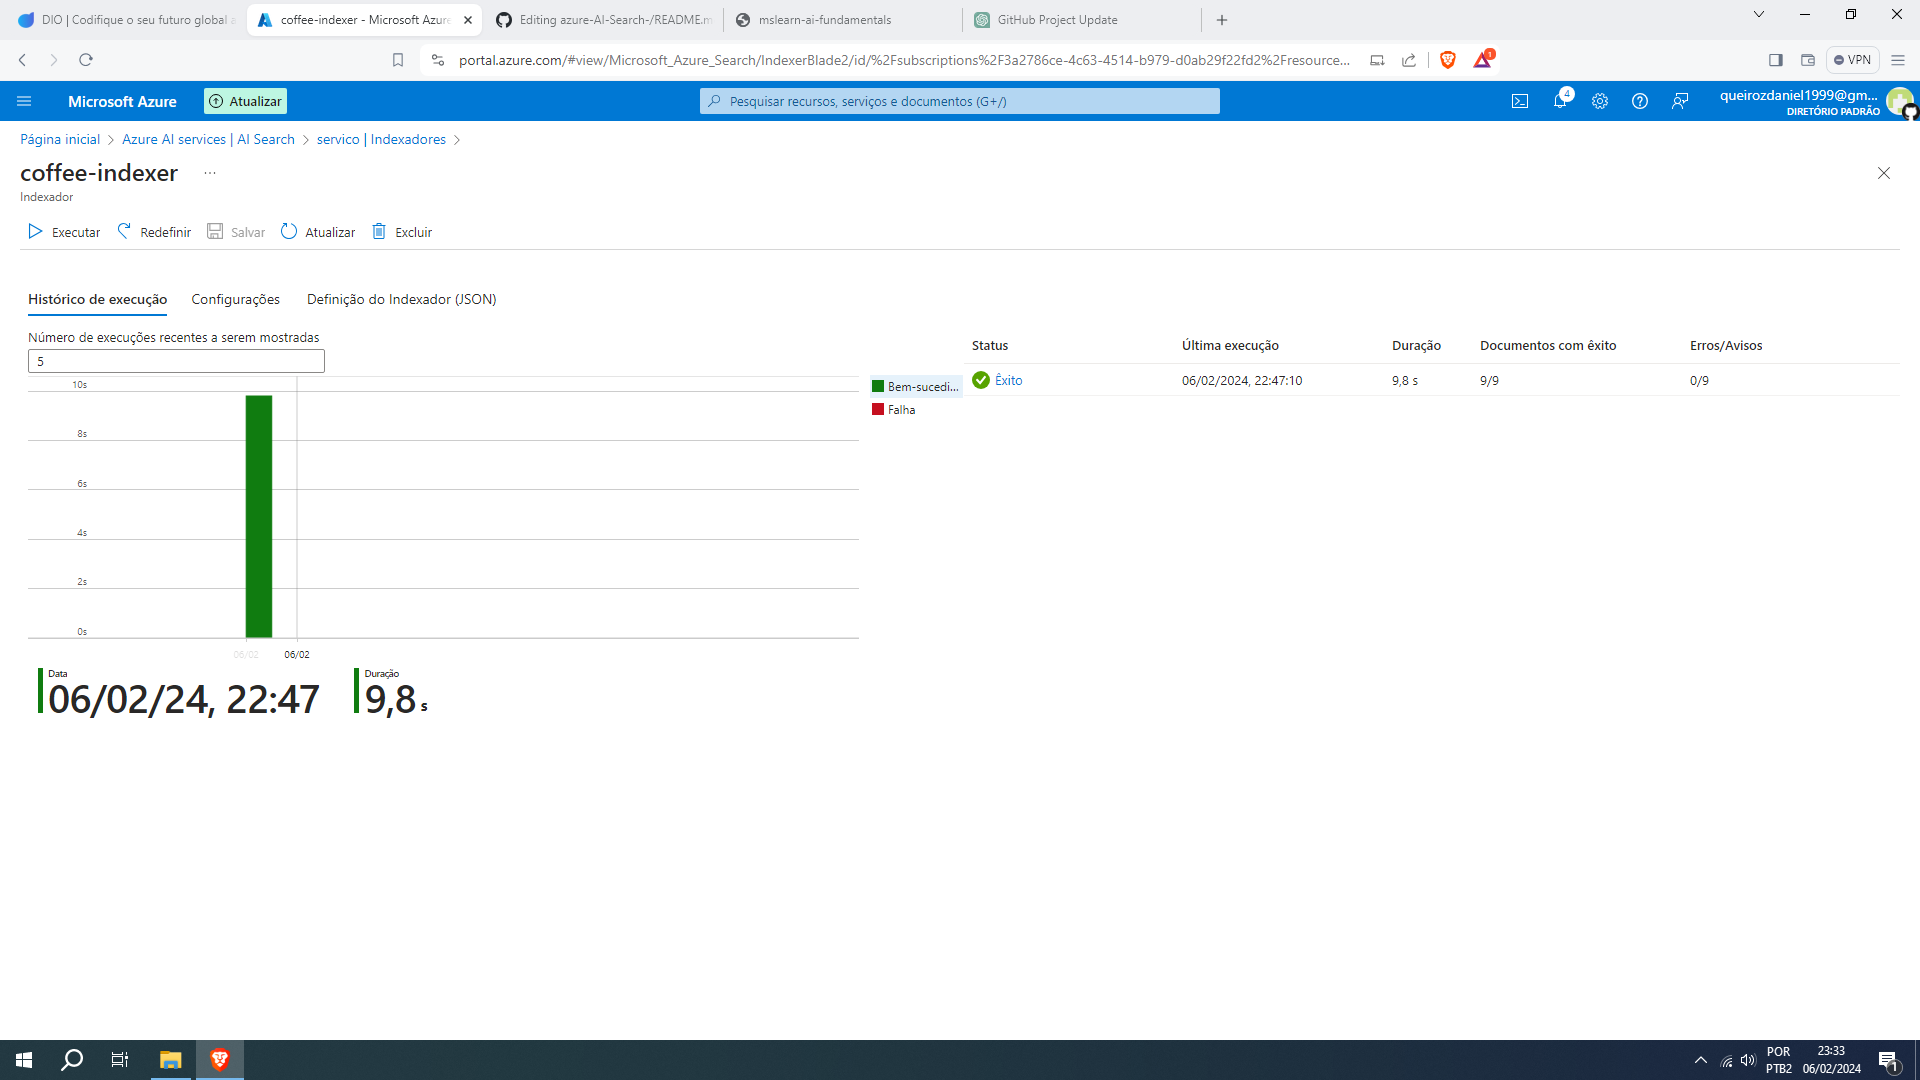 DIO | Codifique o seu futuro global a
coffee-indexer - Microsoft Azure
Editing azure-AI-Search-/README.m
mslearn-ai-fundamentals
GitHub Project Update
portal.azure.com/#view/Microsoft_Azure_Search/IndexerBlade2/id/%2Fsubscriptions%2F3a2786ce-4c63-4514-b979-d0ab29f22fd2%2Fresource...
1
VPN
Microsoft Azure
Atualizar
Pesquisar recursos, serviços e documentos (G+/)
4
queirozdaniel1999@gm...
DIRETÓRIO PADRÃO
Página inicial > Azure AI services | AI Search > servico | Indexadores >
coffee-indexer ...
Indexador
Executar
Redefinir
Salvar
Atualizar
Excluir
Histórico de execução
Configurações
Definição do Indexador (JSON)
Número de execuções recentes a serem mostradas
5
10s
8s
6s
4s
2s
0s
06/02
06/02
Bem-sucedi...
Falha
Data
06/02/24, 22:47
Duração
9,8 s
Status Última execução Duração Documentos com êxito Erros/Avisos
Êxito 06/02/2024, 22:47:10 9,8 s 9/9 0/9
POR
PTB2
23:33
06/02/2024
1